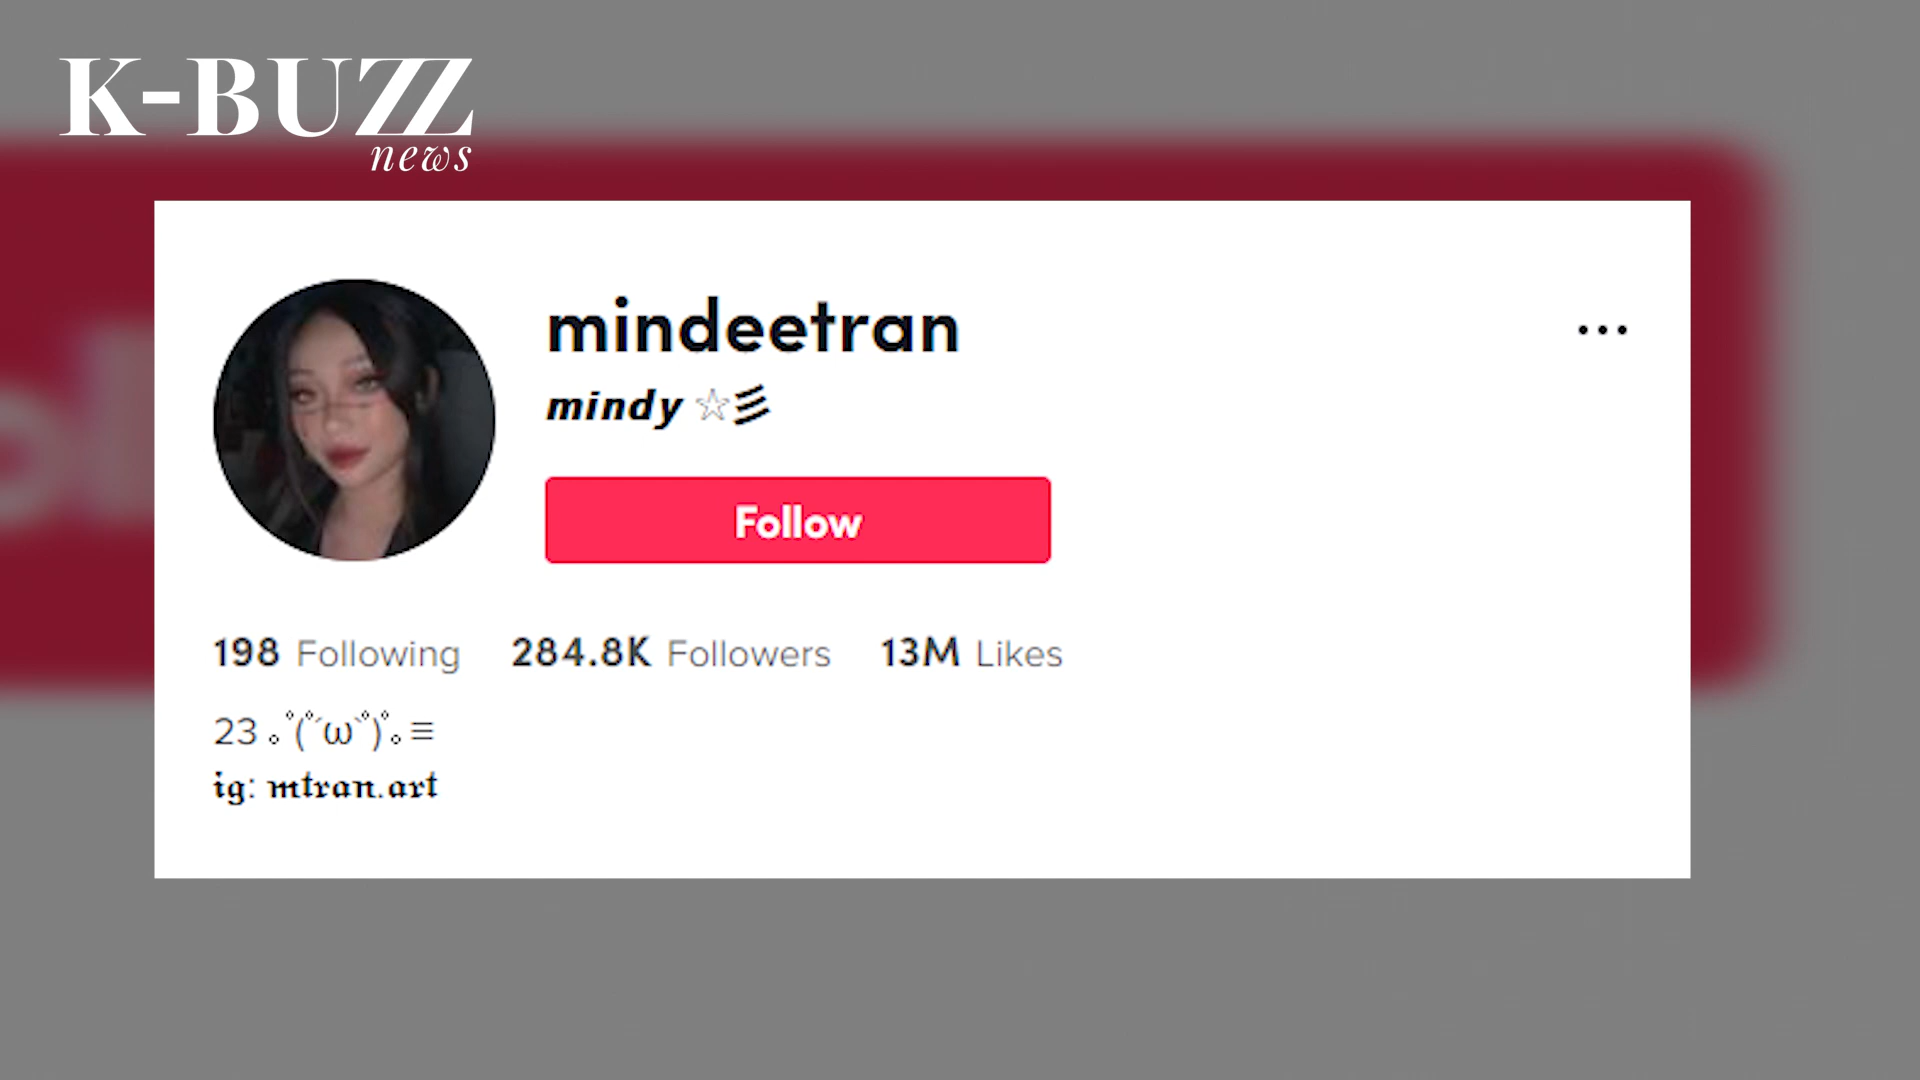 K-BUZZ
news
mindeetran
mindy ☆彡
Follow
198 Following 284.8K Followers 13M Likes
23 ｡ﾟ(ﾟ´ω`ﾟ)ﾟ｡≡
ig: mtran.art